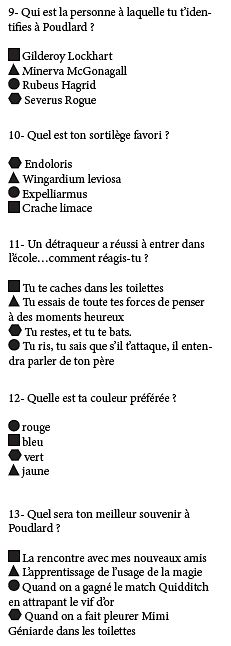 9- Qui est la personne à laquelle tu t'iden-
tifies à Poudlard ?
■ Gilderoy Lockhart
▲ Minerva McGonagall
● Rubeus Hagrid
⬣ Severus Rogue
10- Quel est ton sortilège favori ?
⬣ Endoloris
▲ Wingardium leviosa
● Expelliarmus
■ Crache limace
11- Un détraqueur a réussi à entrer dans
l'école...comment réagis-tu ?
■ Tu te caches dans les toilettes
▲ Tu essais de toute tes forces de penser
à des moments heureux
⬣ Tu restes, et tu te bats.
● Tu ris, tu sais que s'il t'attaque, il enten-
dra parler de ton père
12- Quelle est ta couleur préférée ?
● rouge
■ bleu
⬣ vert
▲ jaune
13- Quel sera ton meilleur souvenir à
Poudlard ?
■ La rencontre avec mes nouveaux amis
▲ L'apprentissage de l'usage de la magie
● Quand on a gagné le match Quidditch
en attrapant le vif d'or
⬣ Quand on a fait pleurer Mimi
Géniarde dans les toilettes